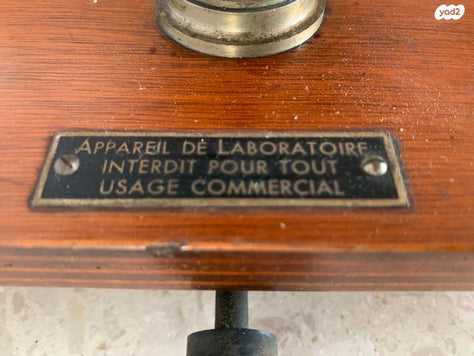 yad2
APPAREIL DE LABORATOIRE
INTERDIT POUR TOUT
USAGE COMMERCIAL